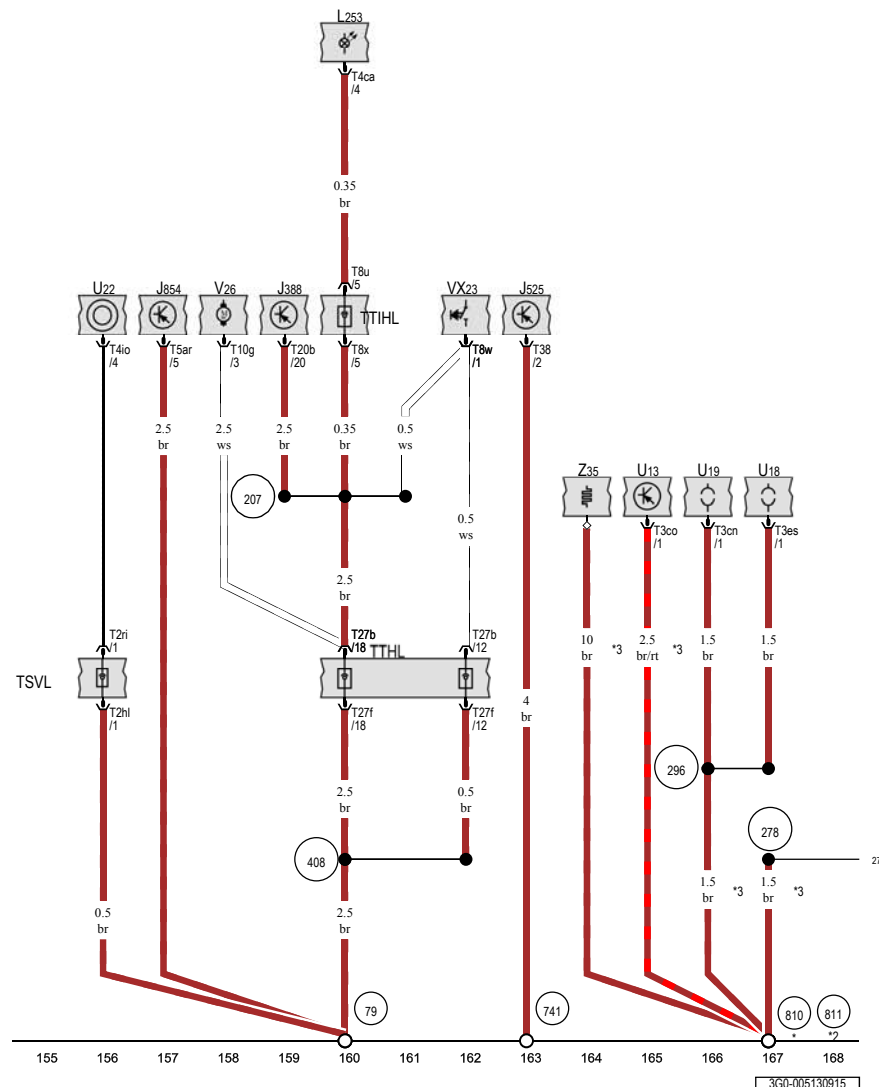 L253
T4ca
/4
0.35
br
T8u
/5
U22
J854
V26
J388
TTIHL
VX23
J525
T4io
/4
T5ar
/5
T10g
/3
T20b
/20
T8x
/5
T8w
/1
T38
/2
2.5
br
2.5
ws
2.5
br
0.35
br
0.5
ws
207
Z35
U13
U19
U18
T3co
/1
T3cn
/1
T3es
/1
0.5
ws
2.5
br
T2ri
/1
T27b
/18
TTHL
T27b
/12
10
br
*3
2.5
br/rt
*3
1.5
br
1.5
br
TSVL
T2hl
/1
T27f
/18
T27f
/12
4
br
296
2.5
br
0.5
br
278
408
27
1.5
br
*3
1.5
br
*3
0.5
br
2.5
br
79
741
810
*
811
*2
155 156 157 158 159 160 161 162 163 164 165 166 167 168
3G0-005130915